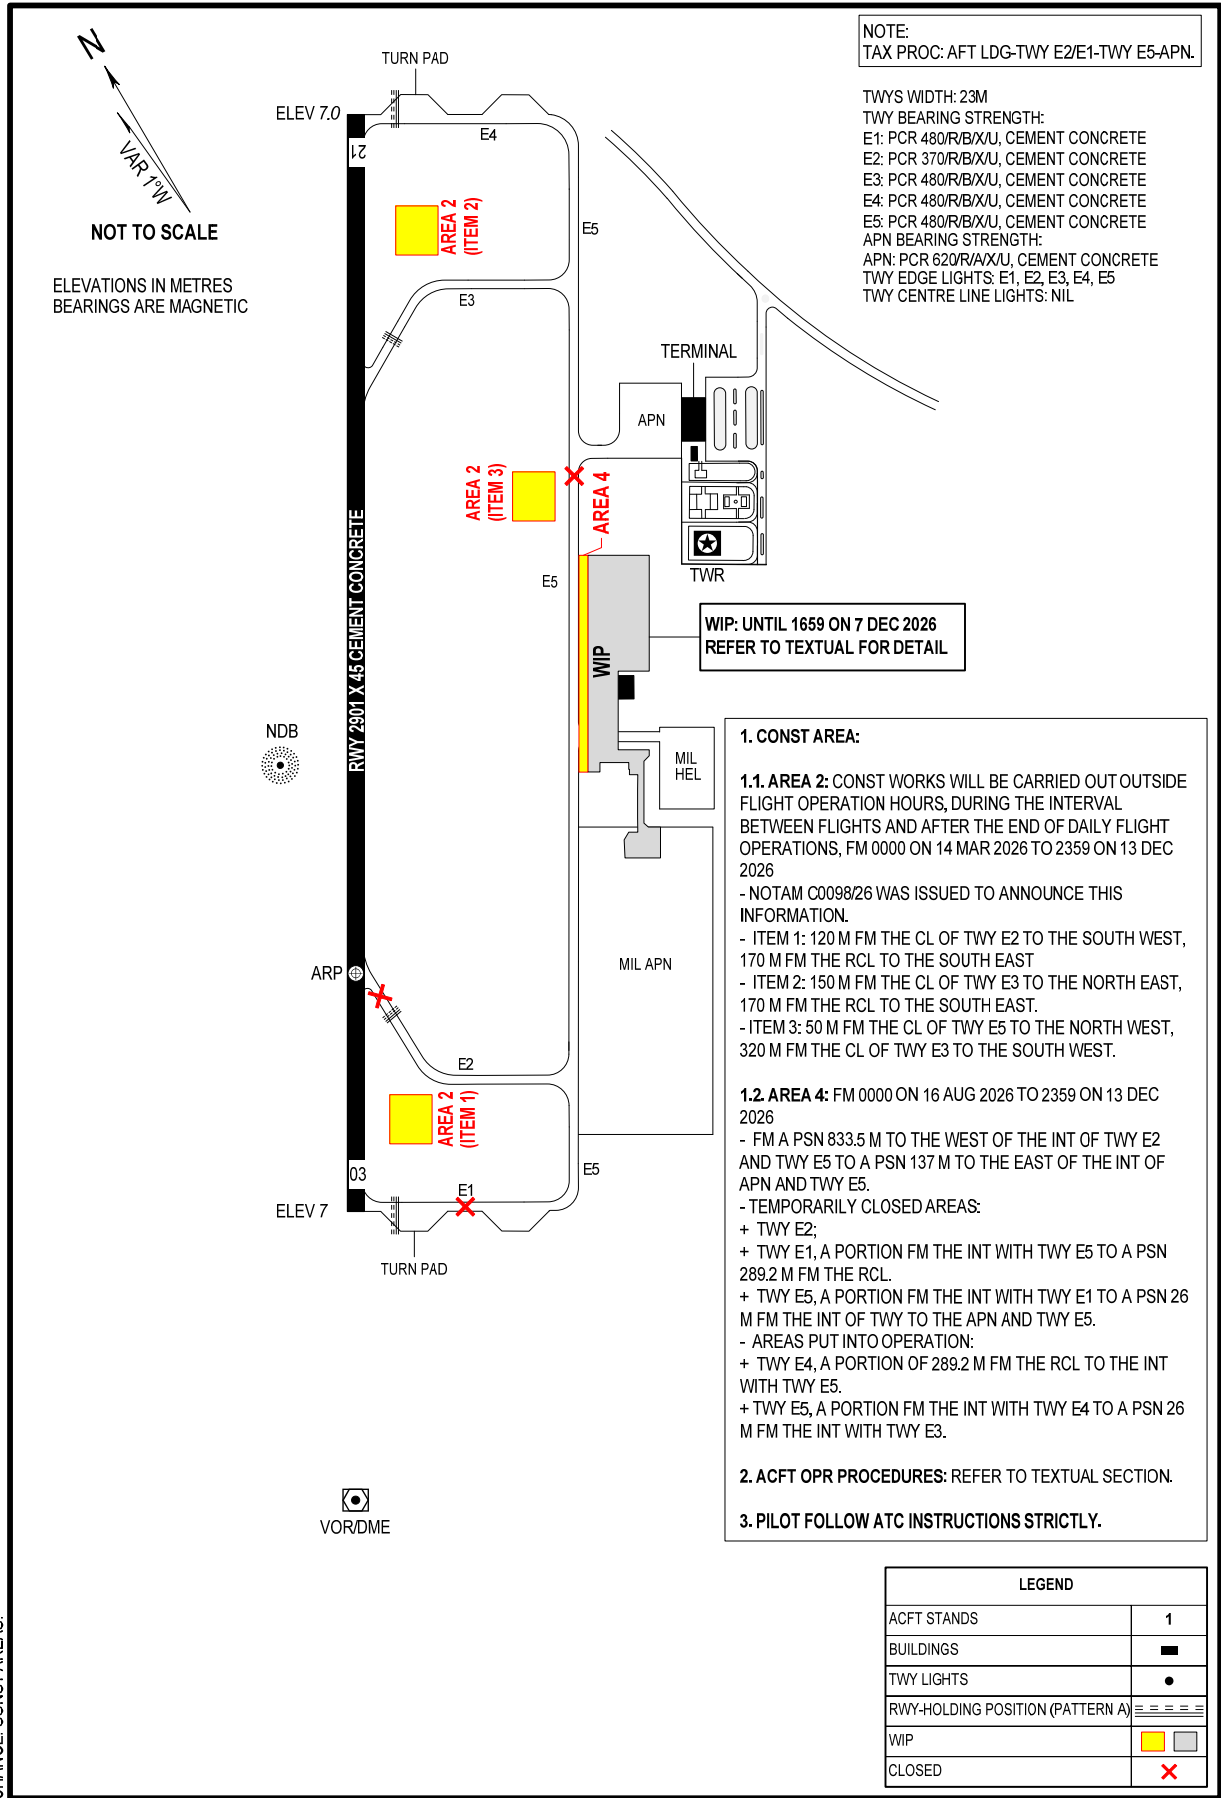 N
VAR 1°W
NOT TO SCALE
ELEVATIONS IN METRES
BEARINGS ARE MAGNETIC
NOTE:
TAX PROC: AFT LDG-TWY E2/E1-TWY E5-APN.
TWYS WIDTH: 23M
TWY BEARING STRENGTH:
E1: PCR 480/R/B/X/U, CEMENT CONCRETE
E2: PCR 370/R/B/X/U, CEMENT CONCRETE
E3: PCR 480/R/B/X/U, CEMENT CONCRETE
E4: PCR 480/R/B/X/U, CEMENT CONCRETE
E5: PCR 480/R/B/X/U, CEMENT CONCRETE
APN BEARING STRENGTH:
APN: PCR 620/R/A/X/U, CEMENT CONCRETE
TWY EDGE LIGHTS: E1, E2, E3, E4, E5
TWY CENTRE LINE LIGHTS: NIL
TURN PAD
ELEV 7.0
21
E4
AREA 2
(ITEM 2)
E5
E3
TERMINAL
APN
AREA 2
(ITEM 3)
AREA 4
RWY 2901 X 45 CEMENT CONCRETE
E5
TWR
WIP
WIP: UNTIL 1659 ON 7 DEC 2026
REFER TO TEXTUAL FOR DETAIL
NDB
MIL
HEL
MIL APN
ARP
E2
AREA 2
(ITEM 1)
03
E5
E1
ELEV 7
TURN PAD
VOR/DME
1. CONST AREA:
1.1. AREA 2: CONST WORKS WILL BE CARRIED OUT OUTSIDE
FLIGHT OPERATION HOURS, DURING THE INTERVAL
BETWEEN FLIGHTS AND AFTER THE END OF DAILY FLIGHT
OPERATIONS, FM 0000 ON 14 MAR 2026 TO 2359 ON 13 DEC
2026
- NOTAM C0098/26 WAS ISSUED TO ANNOUNCE THIS
INFORMATION.
- ITEM 1: 120 M FM THE CL OF TWY E2 TO THE SOUTH WEST,
170 M FM THE RCL TO THE SOUTH EAST
- ITEM 2: 150 M FM THE CL OF TWY E3 TO THE NORTH EAST,
170 M FM THE RCL TO THE SOUTH EAST.
- ITEM 3: 50 M FM THE CL OF TWY E5 TO THE NORTH WEST,
320 M FM THE CL OF TWY E3 TO THE SOUTH WEST.
1.2. AREA 4: FM 0000 ON 16 AUG 2026 TO 2359 ON 13 DEC
2026
- FM A PSN 833.5 M TO THE WEST OF THE INT OF TWY E2
AND TWY E5 TO A PSN 137 M TO THE EAST OF THE INT OF
APN AND TWY E5.
- TEMPORARILY CLOSED AREAS:
+ TWY E2;
+ TWY E1, A PORTION FM THE INT WITH TWY E5 TO A PSN
289.2 M FM THE RCL.
+ TWY E5, A PORTION FM THE INT WITH TWY E1 TO A PSN 26
M FM THE INT OF TWY TO THE APN AND TWY E5.
- AREAS PUT INTO OPERATION:
+ TWY E4, A PORTION OF 289.2 M FM THE RCL TO THE INT
WITH TWY E5.
+ TWY E5, A PORTION FM THE INT WITH TWY E4 TO A PSN 26
M FM THE INT WITH TWY E3.
2. ACFT OPR PROCEDURES: REFER TO TEXTUAL SECTION.
3. PILOT FOLLOW ATC INSTRUCTIONS STRICTLY.
LEGEND
ACFT STANDS 1
BUILDINGS
TWY LIGHTS
RWY-HOLDING POSITION (PATTERN A)
WIP
CLOSED